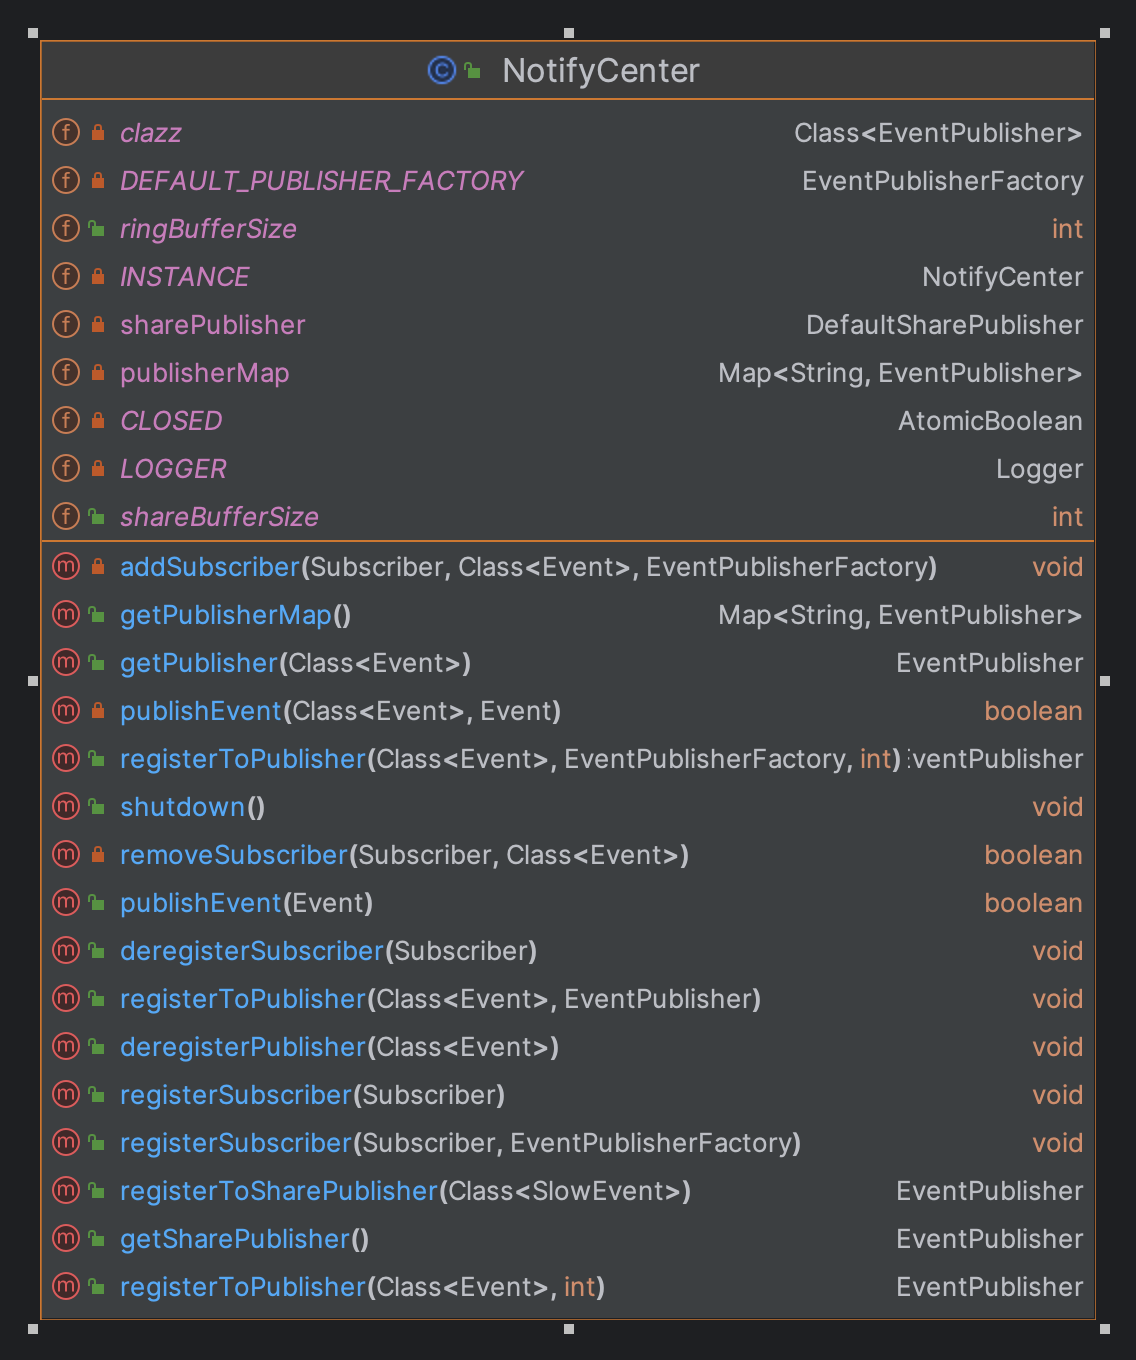 NotifyCenter
clazz Class<EventPublisher>
DEFAULT_PUBLISHER_FACTORY EventPublisherFactory
ringBufferSize int
INSTANCE NotifyCenter
sharePublisher DefaultSharePublisher
publisherMap Map<String, EventPublisher>
CLOSED AtomicBoolean
LOGGER Logger
shareBufferSize int
addSubscriber(Subscriber, Class<Event>, EventPublisherFactory) void
getPublisherMap() Map<String, EventPublisher>
getPublisher(Class<Event>) EventPublisher
publishEvent(Class<Event>, Event) boolean
registerToPublisher(Class<Event>, EventPublisherFactory, int) ventPublisher
shutdown() void
removeSubscriber(Subscriber, Class<Event>) boolean
publishEvent(Event) boolean
deregisterSubscriber(Subscriber) void
registerToPublisher(Class<Event>, EventPublisher) void
deregisterPublisher(Class<Event>) void
registerSubscriber(Subscriber) void
registerSubscriber(Subscriber, EventPublisherFactory) void
registerToSharePublisher(Class<SlowEvent>) EventPublisher
getSharePublisher() EventPublisher
registerToPublisher(Class<Event>, int) EventPublisher